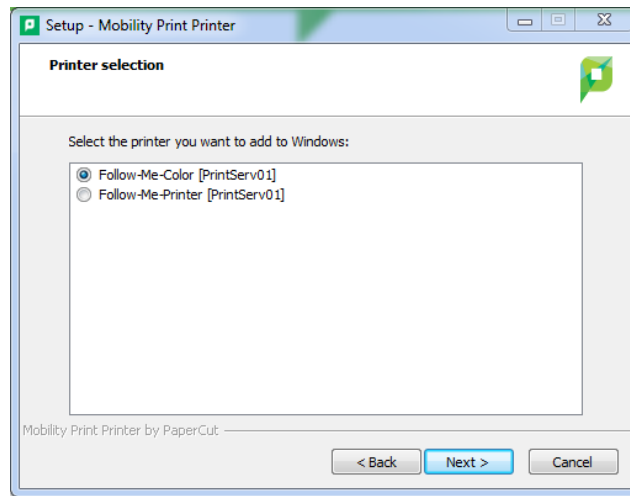 Setup - Mobility Print Printer
Printer selection
Select the printer you want to add to Windows:
Follow-Me-Color [PrintServ01]
Follow-Me-Printer [PrintServ01]
Mobility Print Printer by PaperCut
< Back Next > Cancel